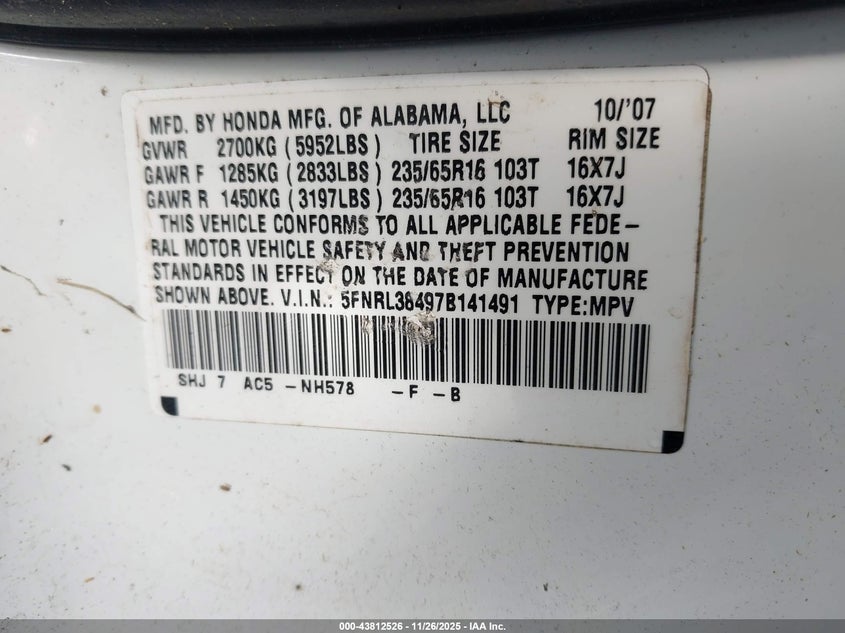 MFD. BY HONDA MFG. OF ALABAMA, LLC 10/'07
GVWR 2700KG (5952LBS) TIRE SIZE RIM SIZE
GAWR F 1285KG (2833LBS) 235/65R16 103T 16X7J
GAWR R 1450KG (3197LBS) 235/65R16 103T 16X7J
THIS VEHICLE CONFORMS TO ALL APPLICABLE FEDE-
RAL MOTOR VEHICLE SAFETY AND THEFT PREVENTION
STANDARDS IN EFFECT ON THE DATE OF MANUFACTURE
SHOWN ABOVE. V.I.N.: 5FNRL38497B141491 TYPE:MPV
SHJ 7 AC5 -NH578 -F -B
000-43812526 - 11/26/2025 - IAA Inc.